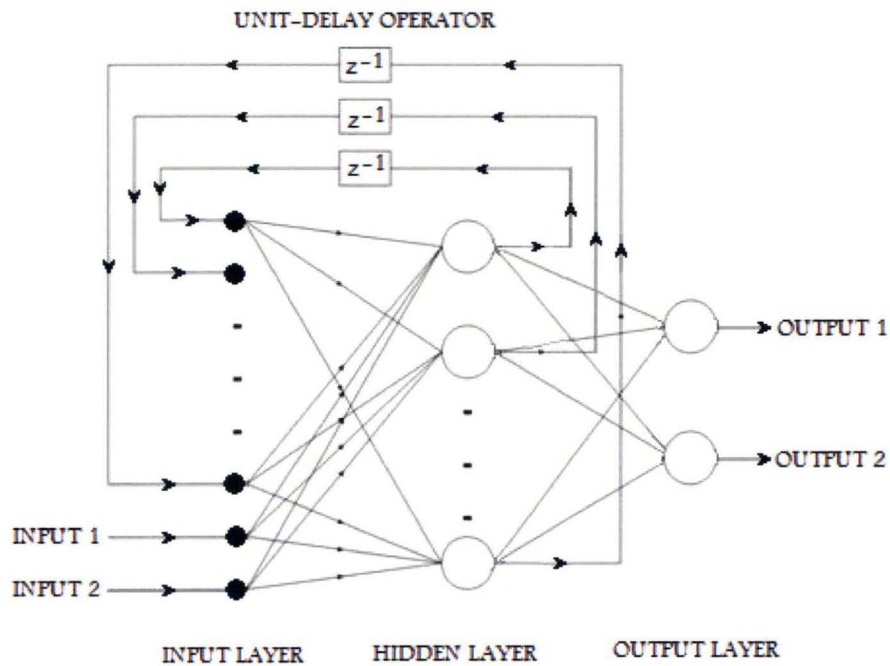 UNIT-DELAY OPERATOR
z⁻¹
z⁻¹
z⁻¹
OUTPUT 1
OUTPUT 2
INPUT 1
INPUT 2
INPUT LAYER HIDDEN LAYER OUTPUT LAYER